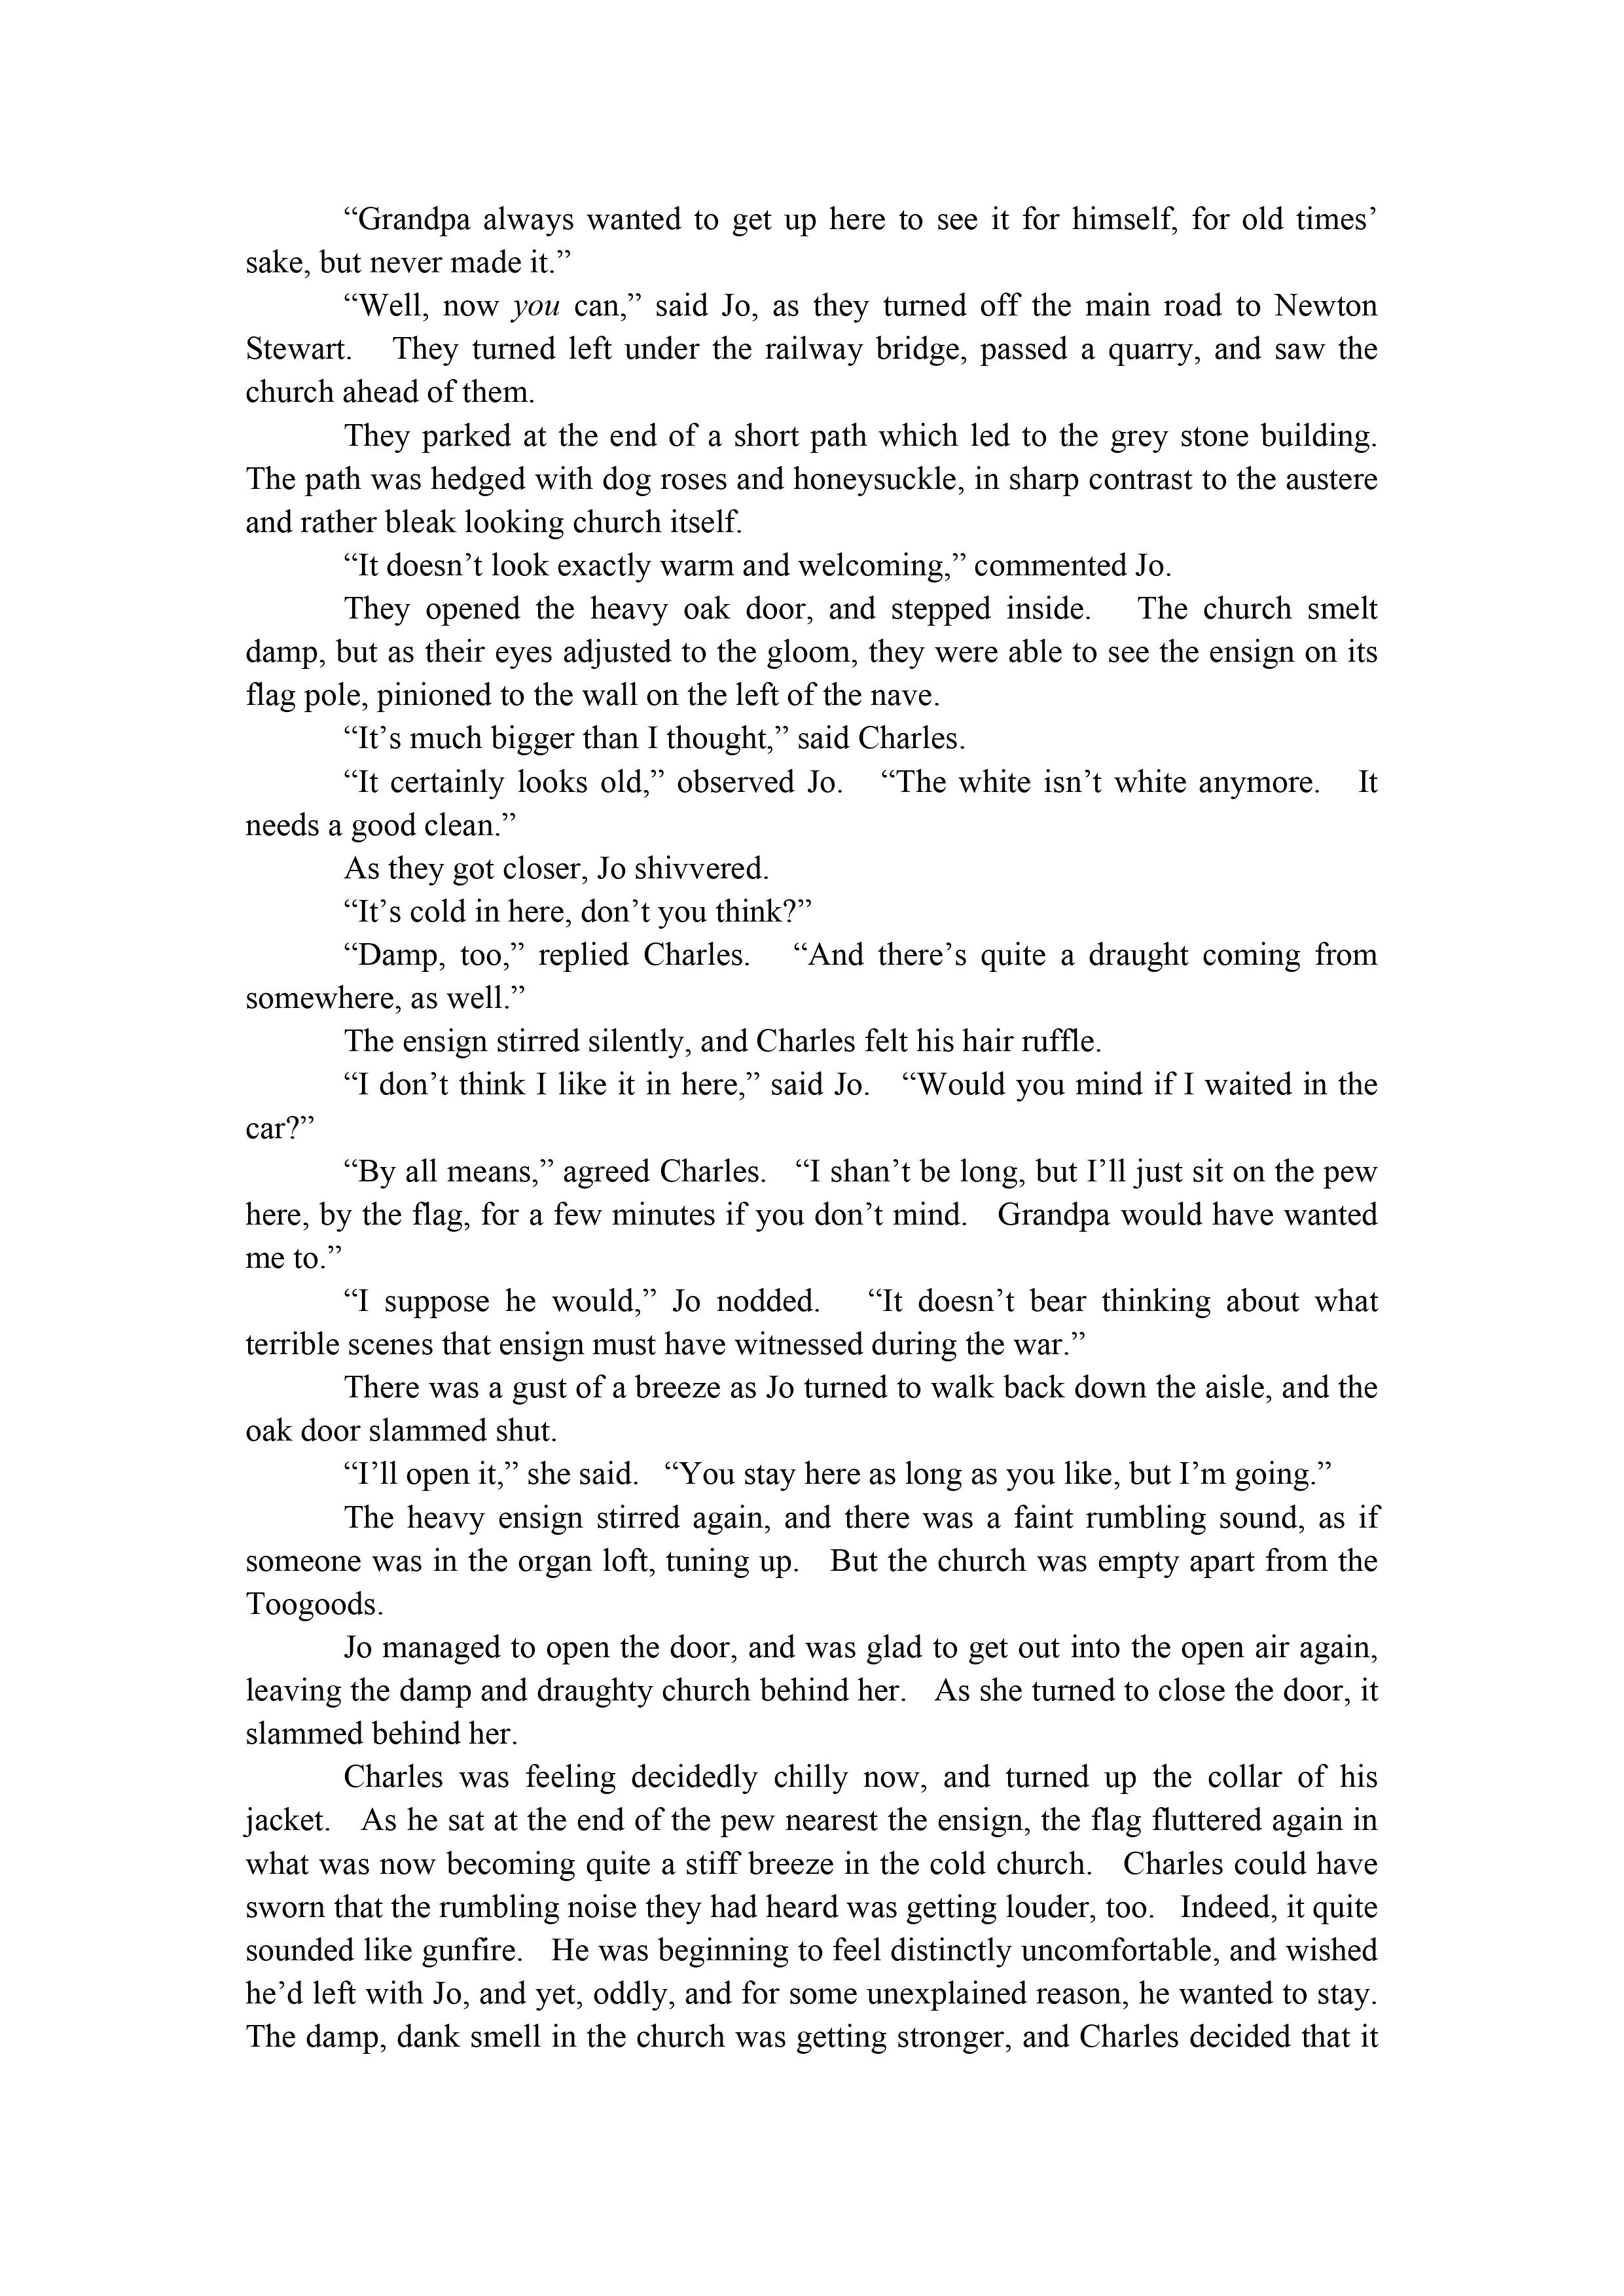 “Grandpa always wanted to get up here to see it for himself, for old times’
sake, but never made it.”
“Well, now you can,” said Jo, as they turned off the main road to Newton
Stewart. They turned left under the railway bridge, passed a quarry, and saw the
church ahead of them.
They parked at the end of a short path which led to the grey stone building.
The path was hedged with dog roses and honeysuckle, in sharp contrast to the austere
and rather bleak looking church itself.
“It doesn’t look exactly warm and welcoming,” commented Jo.
They opened the heavy oak door, and stepped inside. The church smelt
damp, but as their eyes adjusted to the gloom, they were able to see the ensign on its
flag pole, pinioned to the wall on the left of the nave.
“It’s much bigger than I thought,” said Charles.
“It certainly looks old,” observed Jo. “The white isn’t white anymore. It
needs a good clean.”
As they got closer, Jo shivvered.
“It’s cold in here, don’t you think?”
“Damp, too,” replied Charles. “And there’s quite a draught coming from
somewhere, as well.”
The ensign stirred silently, and Charles felt his hair ruffle.
“I don’t think I like it in here,” said Jo. “Would you mind if I waited in the
car?”
“By all means,” agreed Charles. “I shan’t be long, but I’ll just sit on the pew
here, by the flag, for a few minutes if you don’t mind. Grandpa would have wanted
me to.”
“I suppose he would,” Jo nodded. “It doesn’t bear thinking about what
terrible scenes that ensign must have witnessed during the war.”
There was a gust of a breeze as Jo turned to walk back down the aisle, and the
oak door slammed shut.
“I’ll open it,” she said. “You stay here as long as you like, but I’m going.”
The heavy ensign stirred again, and there was a faint rumbling sound, as if
someone was in the organ loft, tuning up. But the church was empty apart from the
Toogoods.
Jo managed to open the door, and was glad to get out into the open air again,
leaving the damp and draughty church behind her. As she turned to close the door, it
slammed behind her.
Charles was feeling decidedly chilly now, and turned up the collar of his
jacket. As he sat at the end of the pew nearest the ensign, the flag fluttered again in
what was now becoming quite a stiff breeze in the cold church. Charles could have
sworn that the rumbling noise they had heard was getting louder, too. Indeed, it quite
sounded like gunfire. He was beginning to feel distinctly uncomfortable, and wished
he’d left with Jo, and yet, oddly, and for some unexplained reason, he wanted to stay.
The damp, dank smell in the church was getting stronger, and Charles decided that it